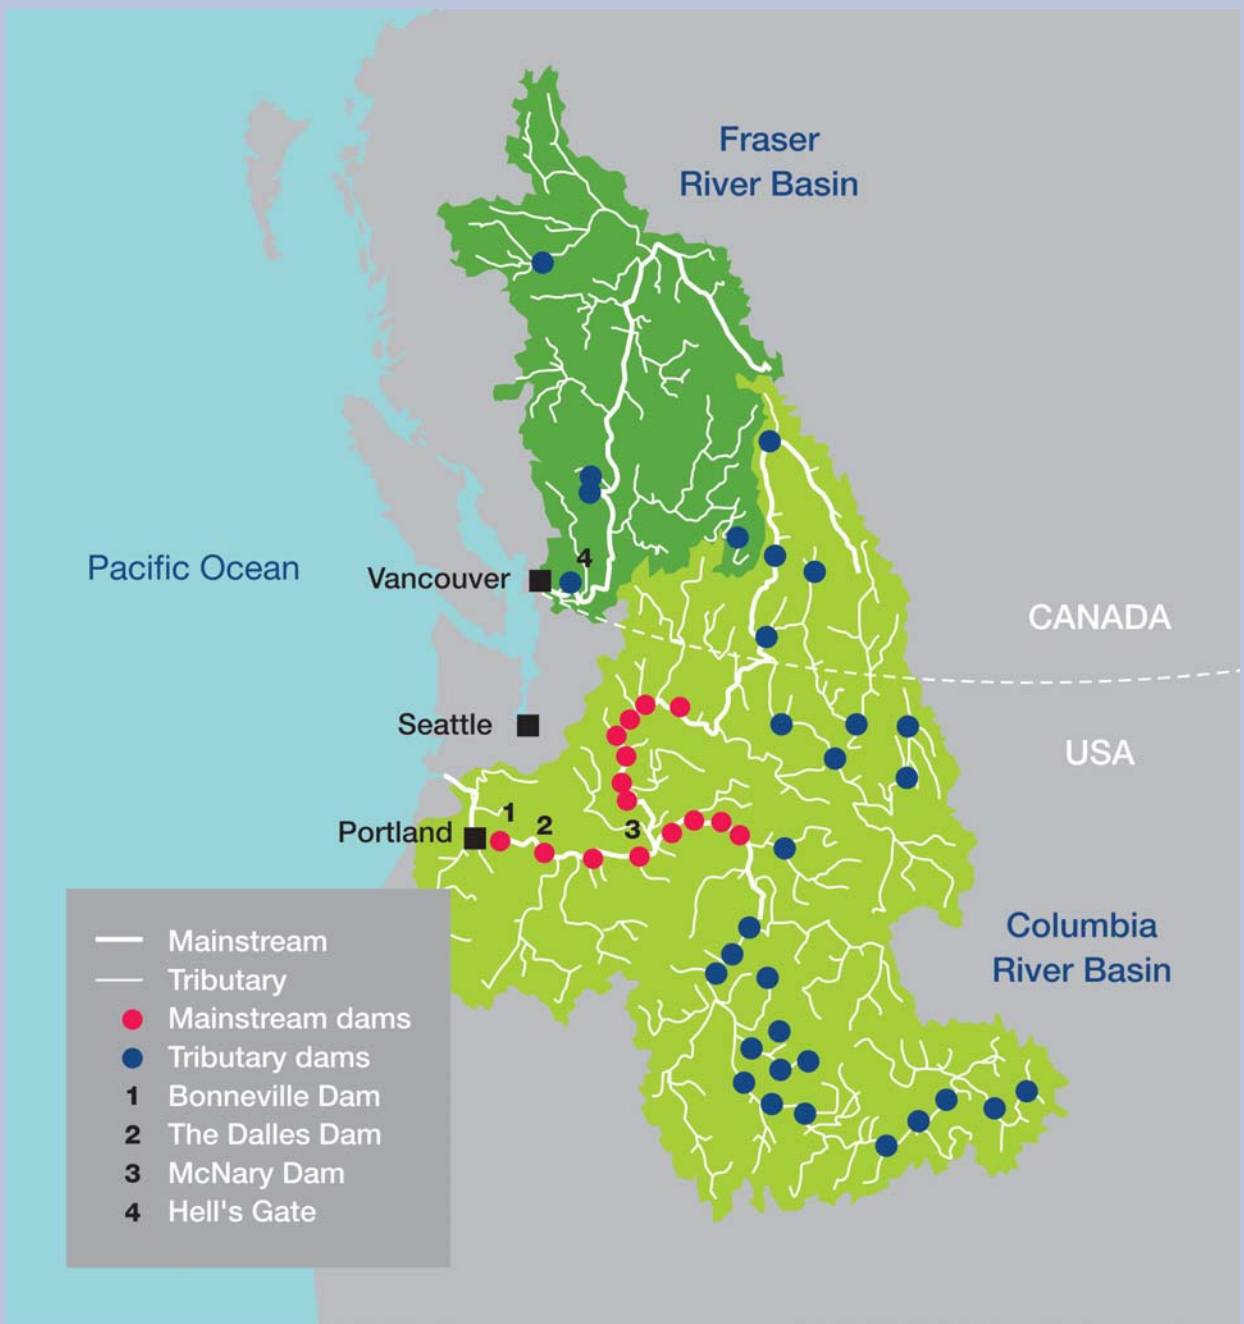 Fraser
River Basin
Pacific Ocean
4
Vancouver
CANADA
Seattle
USA
1
2
3
Portland
Columbia
River Basin
Mainstream
Tributary
Mainstream dams
Tributary dams
1 Bonneville Dam
2 The Dalles Dam
3 McNary Dam
4 Hell's Gate